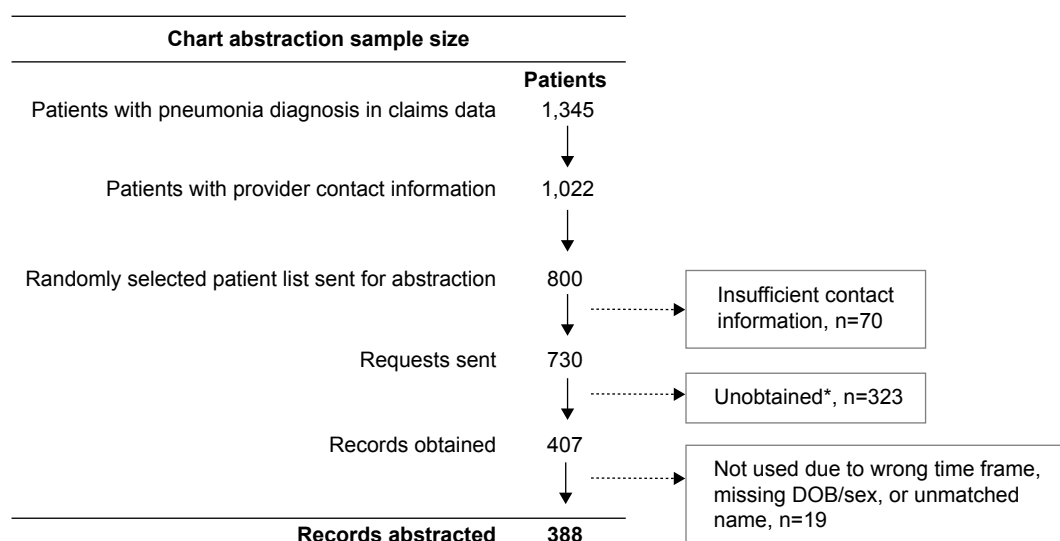 Chart abstraction sample size
Patients
Patients with pneumonia diagnosis in claims data 1,345
Patients with provider contact information 1,022
Randomly selected patient list sent for abstraction 800
Insufficient contact
information, n=70
Requests sent 730
Unobtained*, n=323
Records obtained 407
Not used due to wrong time frame,
missing DOB/sex, or unmatched
name, n=19
Records abstracted 388